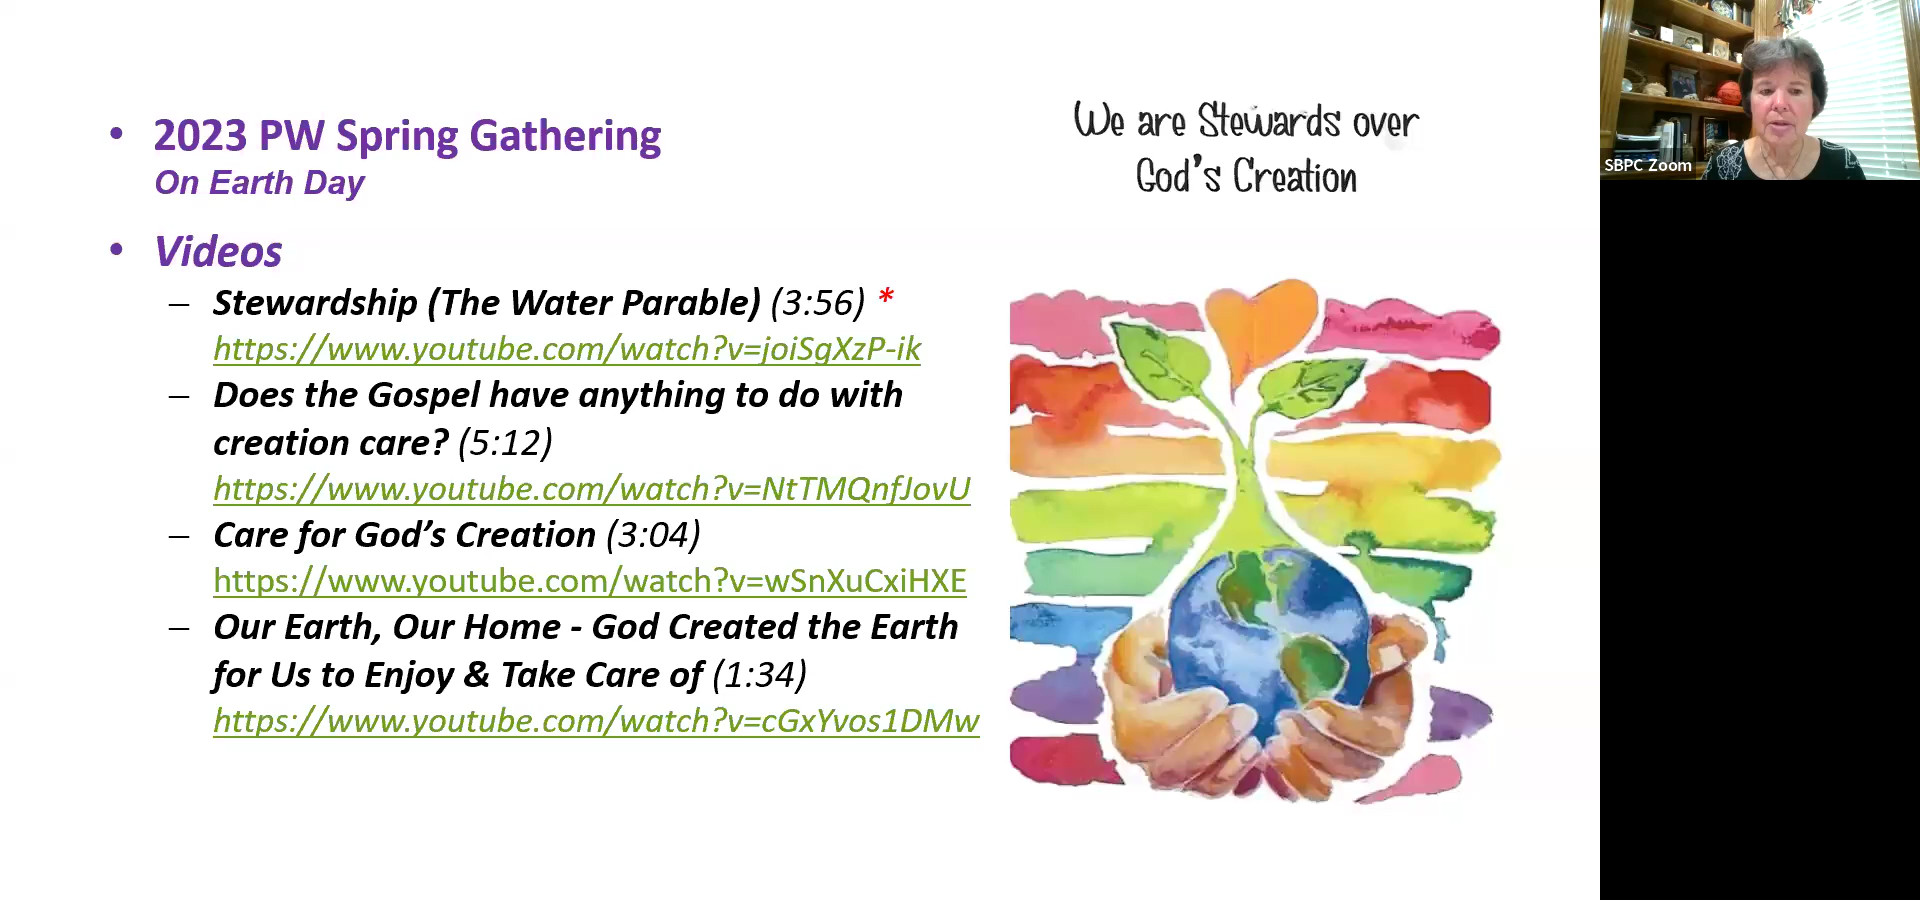 • 2023 PW Spring Gathering
On Earth Day
• Videos
– Stewardship (The Water Parable) (3:56) *
https://www.youtube.com/watch?v=joiSgXzP-ik
– Does the Gospel have anything to do with
creation care? (5:12)
https://www.youtube.com/watch?v=NtTMQnfJovU
– Care for God’s Creation (3:04)
https://www.youtube.com/watch?v=wSnXuCxiHXE
– Our Earth, Our Home - God Created the Earth
for Us to Enjoy & Take Care of (1:34)
https://www.youtube.com/watch?v=cGxYvos1DMw
We are Stewards over
God’s Creation
SBPC Zoom